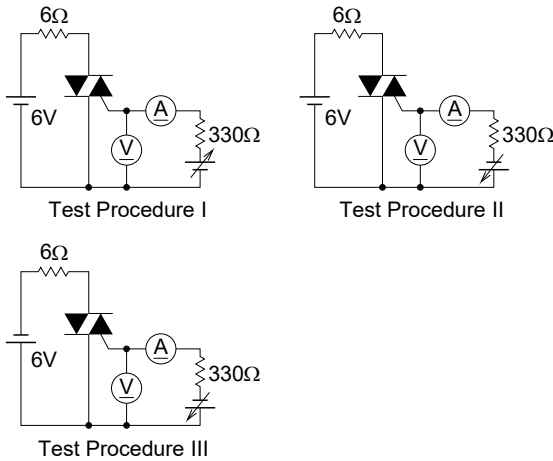 6Ω
6V
A
V
330Ω
Test Procedure I
6Ω
6V
A
V
330Ω
Test Procedure II
6Ω
6V
A
V
330Ω
Test Procedure III